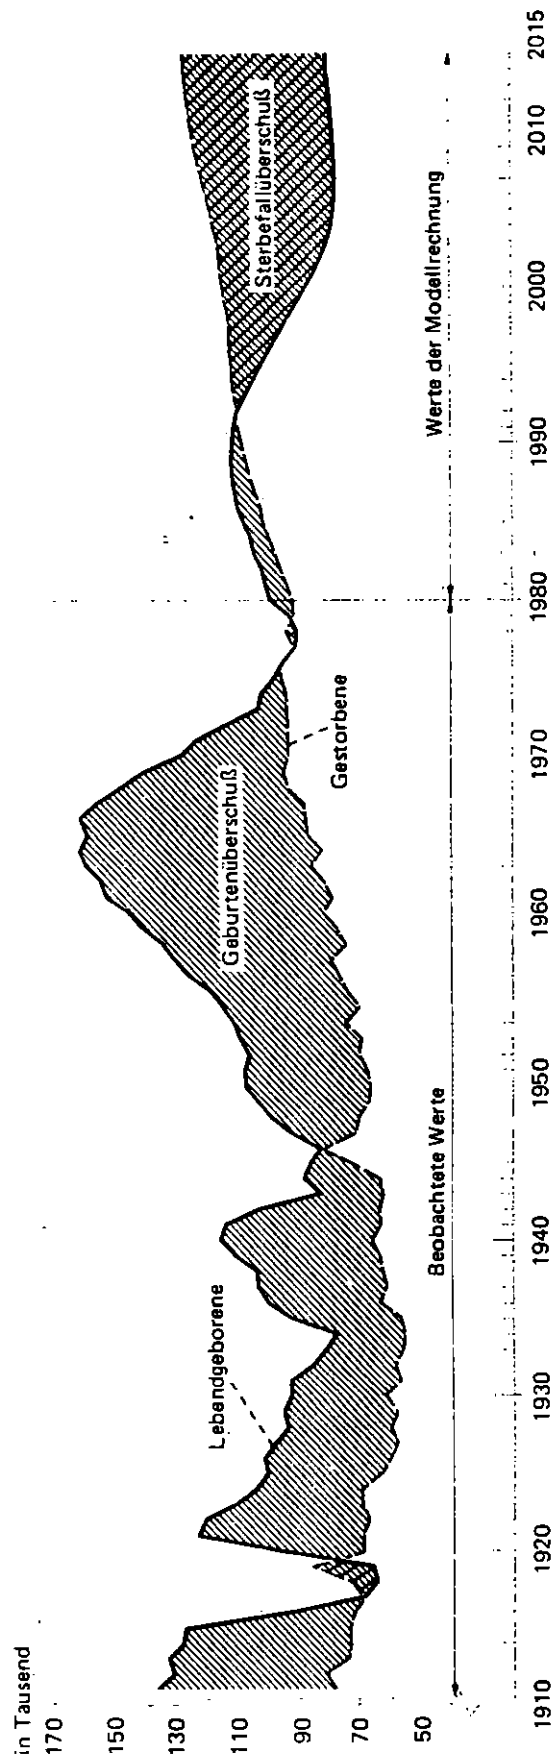 in Tausend
170
150
130
110
90
70
50
Lebendgeborene
Geburtenüberschuß
Gestorbene
Sterbefallüberschuß
Beobachtete Werte
Werte der Modellrechnung
1910
1920
1930
1940
1950
1960
1970
1980
1990
2000
2010
2015